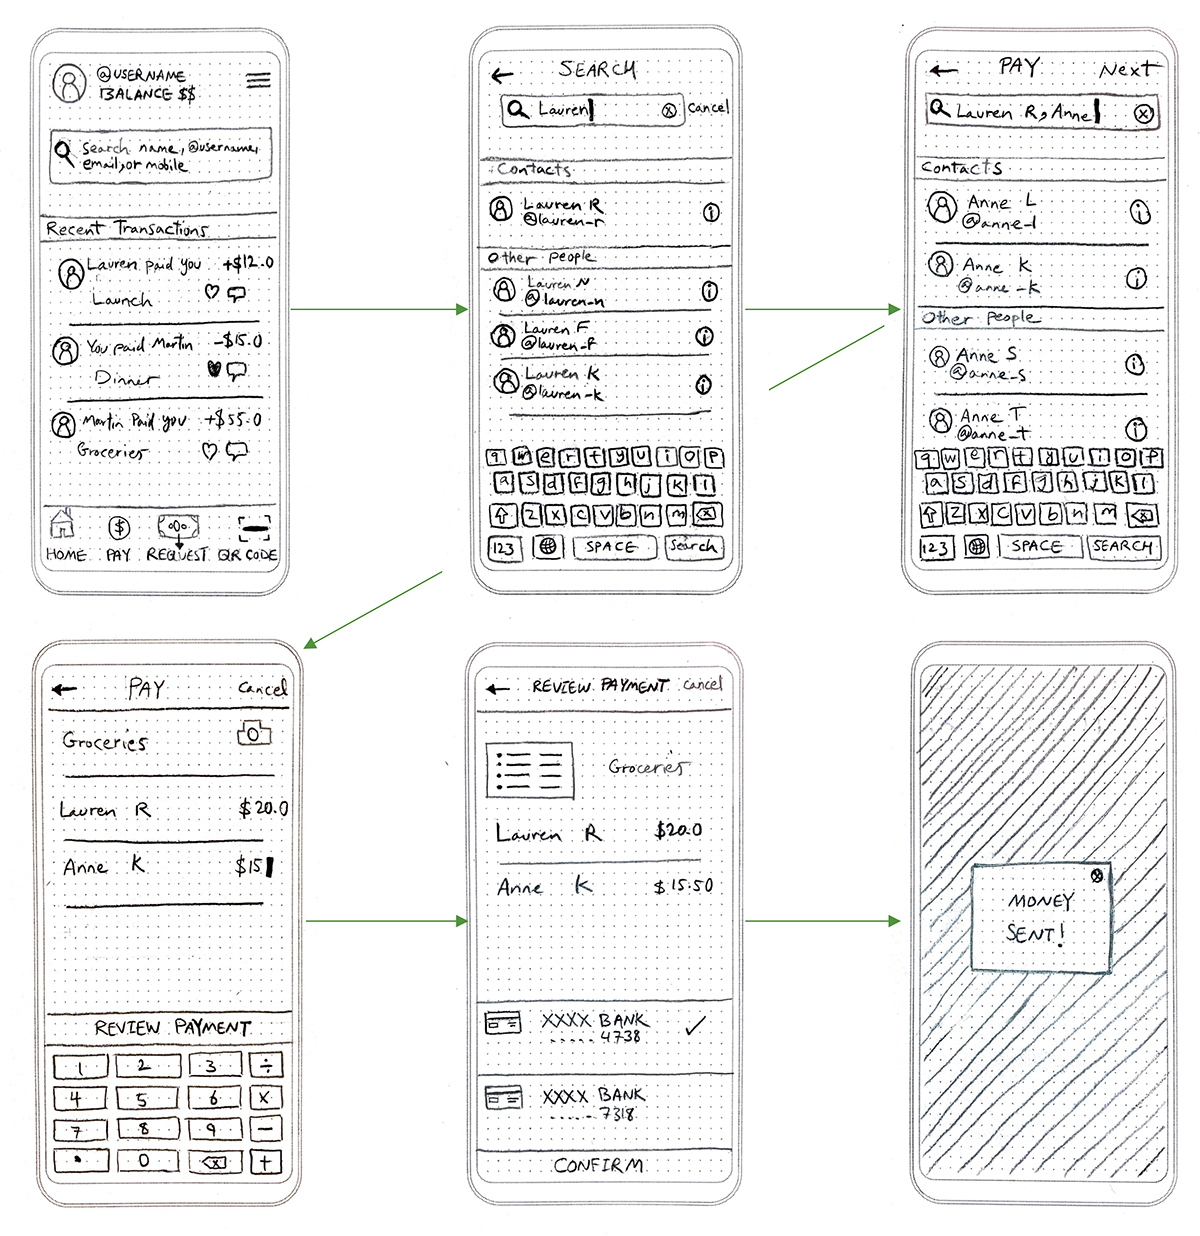 @USERNAME
BALANCE $$
Search name, @username,
email, or mobile
Recent Transactions
Lauren paid you +$12.0
Launch
You paid Martin -$15.0
Dinner
Martin Paid you +$55.0
Groceries
HOME PAY REQUEST QR CODE
SEARCH
Lauren Cancel
Contacts
Lauren R
@lauren-r
Other people
Lauren N
@lauren-n
Lauren F
@lauren-f
Lauren K
@lauren-k
q w e r t y u i o p
a s d f g h j k l
z x c v b n m
123 SPACE Search
PAY Next
Lauren R, Anne
Contacts
Anne L
@anne-l
Anne K
@anne-k
Other People
Anne S
@anne_s
Anne T
@anne_t
q w e r t y u i o p
a s d f g h j k l
z x c v b n m
123 SPACE SEARCH
PAY Cancel
Groceries
Lauren R $20.0
Anne K $15
REVIEW PAYMENT
1 2 3 ÷
4 5 6 x
7 8 9 -
. 0 x +
REVIEW PAYMENT Cancel
Groceries
Lauren R $20.0
Anne K $15.50
XXXX BANK
..... 4738
XXXX BANK
..... 7318
CONFIRM
MONEY
SENT!